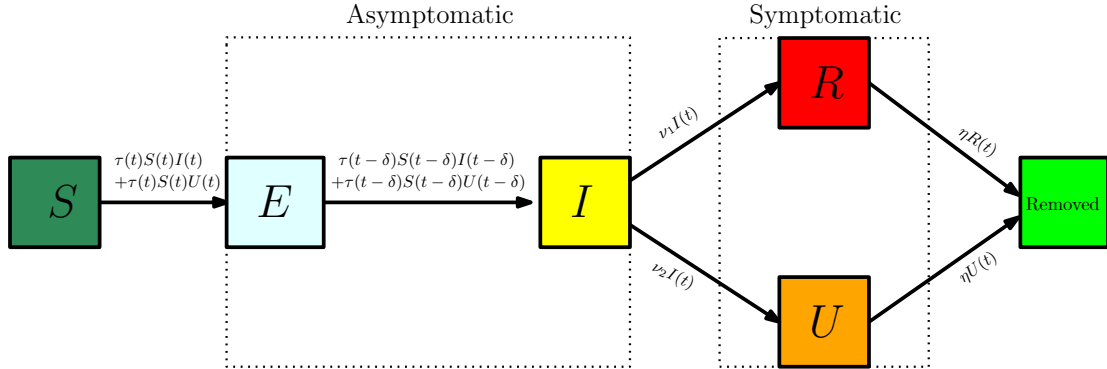 Asymptomatic
Symptomatic
S
τ(t)S(t)I(t)
+τ(t)S(t)U(t)
E
τ(t − δ)S(t−δ)I(t−δ)
+τ(t−δ)S(t−δ)U(t−δ)
I
ν₁I(t)
ν₂I(t)
R
U
ηR(t)
ηU(t)
Removed